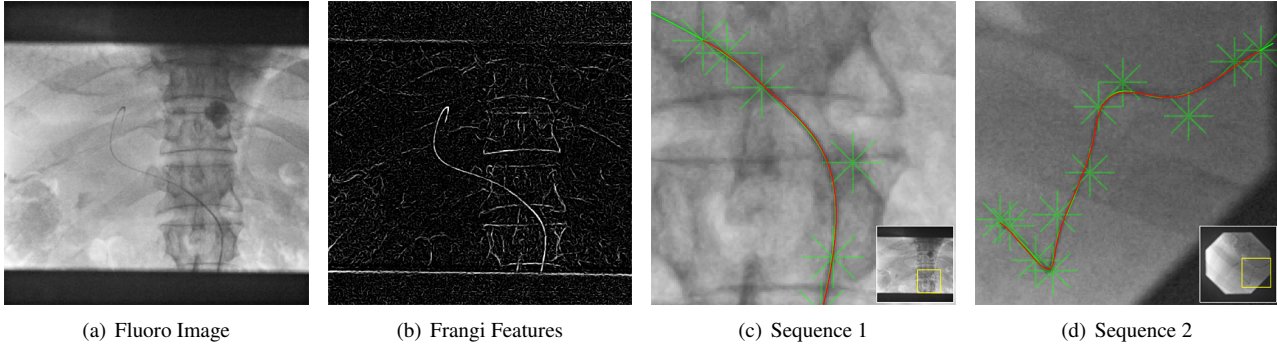 (a) Fluoro Image
(b) Frangi Features
(c) Sequence 1
(d) Sequence 2